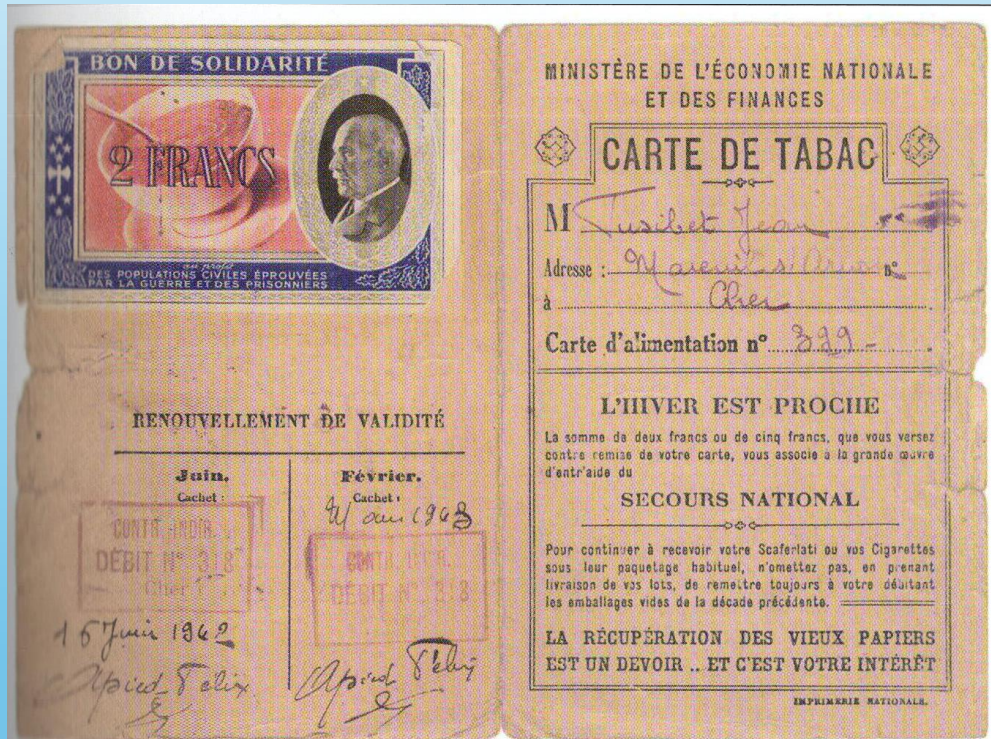 BON DE SOLIDARITÉ
2 FRANCS
au profit
DES POPULATIONS CIVILES ÉPROUVÉES
PAR LA GUERRE ET DES PRISONNIERS
RENOUVELLEMENT DE VALIDITÉ
Juin.
Cachet :
CONTR. INDIR.
DÉBIT N° 318
Cher
16 Juin 1942
Février.
Cachet :
1943
CONTR.
DÉBIT N° 318
MINISTÈRE DE L'ÉCONOMIE NATIONALE
ET DES FINANCES
CARTE DE TABAC
M Jean
Adresse : n°
à Cher
Carte d'alimentation n° 399
L'HIVER EST PROCHE
La somme de deux francs ou de cinq francs, que vous versez
contre remise de votre carte, vous associe à la grande œuvre
d'entr'aide du
SECOURS NATIONAL
Pour continuer à recevoir votre Scaferlati ou vos Cigarettes
sous leur paquetage habituel, n'omettez pas, en prenant
livraison de vos lots, de remettre toujours à votre débitant
les emballages vides de la décade précédente.
LA RÉCUPÉRATION DES VIEUX PAPIERS
EST UN DEVOIR .. ET C'EST VOTRE INTÉRÊT
IMPRIMERIE NATIONALE.